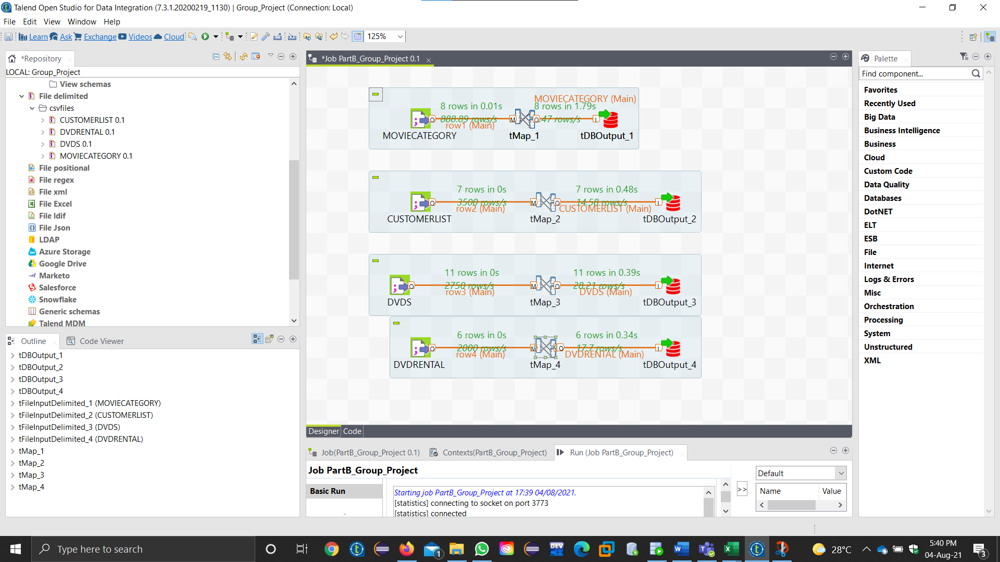 Talend Open Studio for Data Integration (7.3.1.20200219_1130) | Group_Project (Connection: Local)
File Edit View Window Help
Learn Ask Exchange Videos Cloud 125%
*Repository
LOCAL: Group_Project
View schemas
File delimited
csvfiles
CUSTOMERLIST 0.1
DVDRENTAL 0.1
DVDS 0.1
MOVIECATEGORY 0.1
File positional
File regex
File xml
File Excel
File ldif
File Json
LDAP
Azure Storage
Google Drive
Marketo
Salesforce
Snowflake
Generic schemas
Talend MDM
Outline Code Viewer
tDBOutput_1
tDBOutput_2
tDBOutput_3
tDBOutput_4
tFileInputDelimited_1 (MOVIECATEGORY)
tFileInputDelimited_2 (CUSTOMERLIST)
tFileInputDelimited_3 (DVDS)
tFileInputDelimited_4 (DVDRENTAL)
tMap_1
tMap_2
tMap_3
tMap_4
*Job PartB_Group_Project 0.1
MOVIECATEGORY (Main)
8 rows in 0.01s 8 rows in 1.79s
888.89 rows/s .47 rows/s
row1 (Main)
MOVIECATEGORY tMap_1 tDBOutput_1
7 rows in 0s 7 rows in 0.48s
3500 rows/s 14.58 rows/s
row2 (Main) CUSTOMERLIST (Main)
CUSTOMERLIST tMap_2 tDBOutput_2
11 rows in 0s 11 rows in 0.39s
2750 rows/s 28.21 rows/s
row3 (Main) DVDS (Main)
DVDS tMap_3 tDBOutput_3
6 rows in 0s 6 rows in 0.34s
2000 rows/s 17.7 rows/s
row4 (Main) DVDRENTAL (Main)
DVDRENTAL tMap_4 tDBOutput_4
Designer Code
Job(PartB_Group_Project 0.1) Contexts(PartB_Group_Project) Run (Job PartB_Group_Project)
Job PartB_Group_Project
Basic Run
Starting job PartB_Group_Project at 17:39 04/08/2021.
[statistics] connecting to socket on port 3773
[statistics] connected
>>
Default
Name Value
Palette
Find component...
Favorites
Recently Used
Big Data
Business Intelligence
Business
Cloud
Custom Code
Data Quality
Databases
DotNET
ELT
ESB
File
Internet
Logs & Errors
Misc
Orchestration
Processing
System
Unstructured
XML
Type here to search
28°C
5:40 PM
04-Aug-21